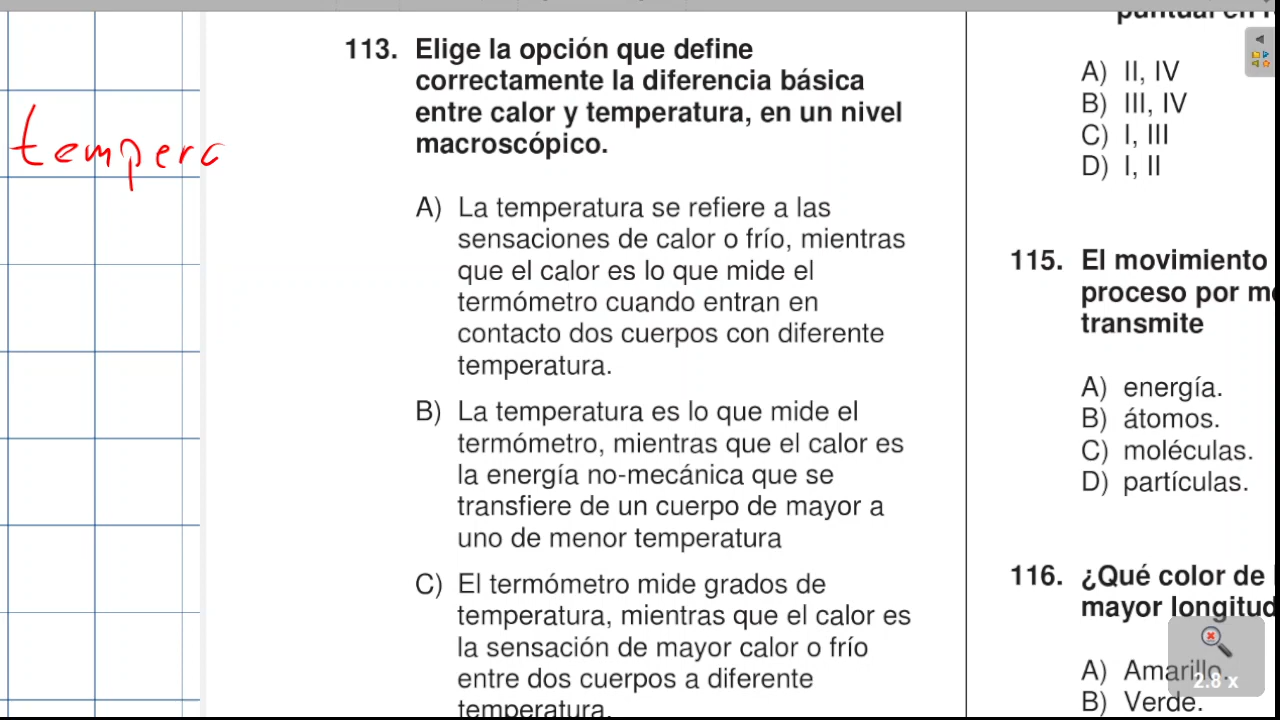 temper
113. Elige la opción que define
correctamente la diferencia básica
entre calor y temperatura, en un nivel
macroscópico.
A) La temperatura se refiere a las
sensaciones de calor o frío, mientras
que el calor es lo que mide el
termómetro cuando entran en
contacto dos cuerpos con diferente
temperatura.
B) La temperatura es lo que mide el
termómetro, mientras que el calor es
la energía no-mecánica que se
transfiere de un cuerpo de mayor a
uno de menor temperatura
C) El termómetro mide grados de
temperatura, mientras que el calor es
la sensación de mayor calor o frío
entre dos cuerpos a diferente
temperatura.
puntual en
A) II, IV
B) III, IV
C) I, III
D) I, II
115. El movimiento
proceso por m
transmite
A) energía.
B) átomos.
C) moléculas.
D) partículas.
116. ¿Qué color de
mayor longitud
A) Amarillo.
B) Verde.
2.8 x